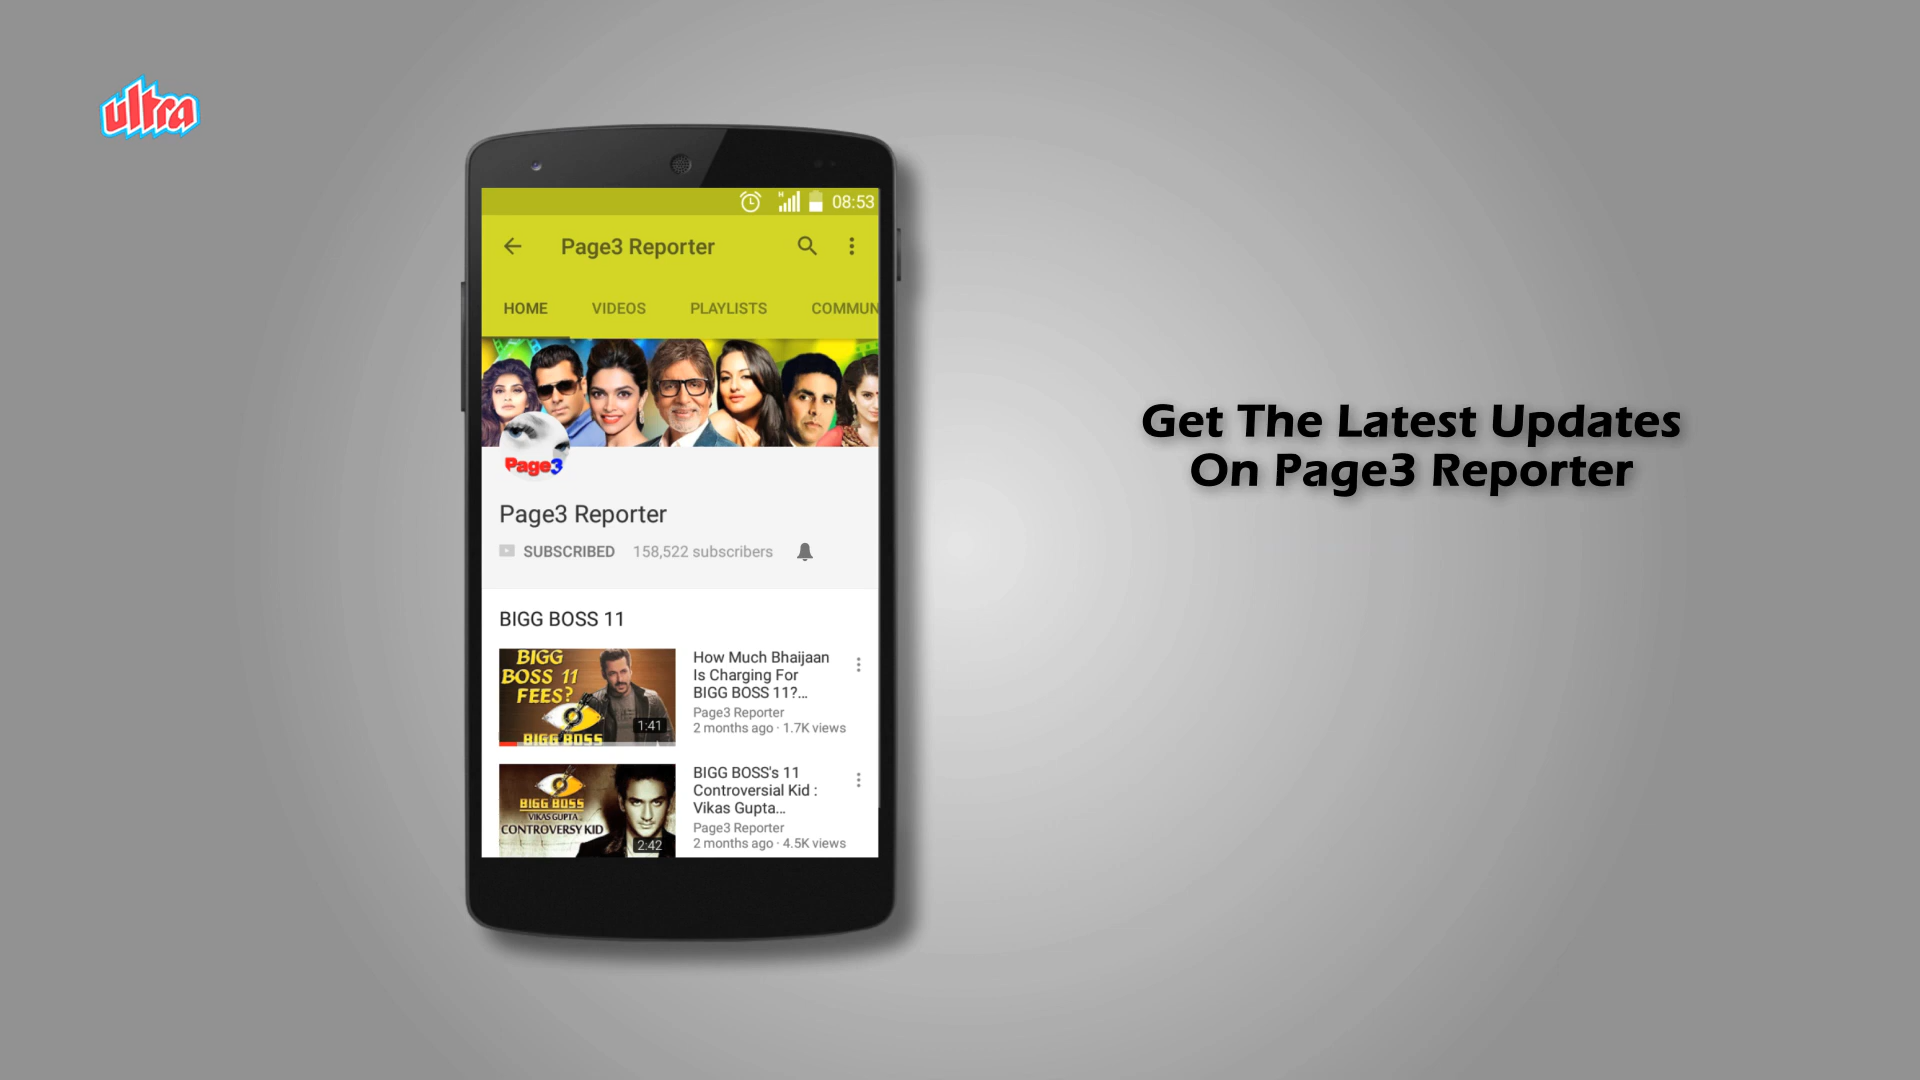 ultra
08:53
Page3 Reporter
HOME VIDEOS PLAYLISTS COMMUN
Page3
Page3 Reporter
SUBSCRIBED 158,522 subscribers
BIGG BOSS 11
BIGG
BOSS 11
FEES?
1:41
BIGG BOSS
How Much Bhaijaan
Is Charging For
BIGG BOSS 11?...
Page3 Reporter
2 months ago · 1.7K views
BIGG BOSS
VIKAS GUPTA
CONTROVERSY KID
2:42
BIGG BOSS's 11
Controversial Kid :
Vikas Gupta...
Page3 Reporter
2 months ago · 4.5K views
Get The Latest Updates
On Page3 Reporter